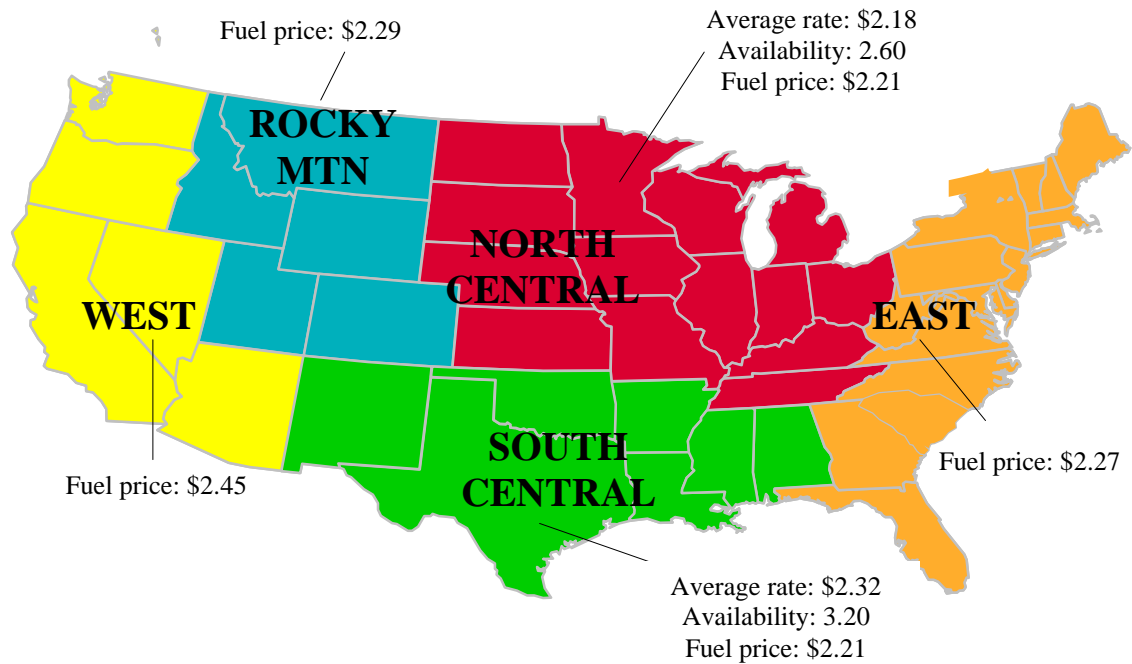 Average rate: $2.18
Fuel price: $2.29
Availability: 2.60
Fuel price: $2.21
ROCKY
MTN
NORTH
CENTRAL
WEST
EAST
SOUTH
CENTRAL
Fuel price: $2.45
Fuel price: $2.27
Average rate: $2.32
Availability: 3.20
Fuel price: $2.21